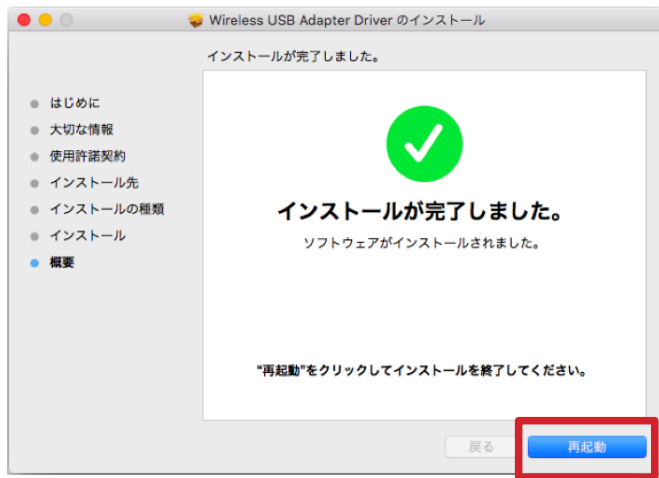 Wireless USB Adapter Driver のインストール
インストールが完了しました。
はじめに
大切な情報
使用許諾契約
インストール先
インストールの種類
インストール
概要
インストールが完了しました。
ソフトウェアがインストールされました。
“再起動”をクリックしてインストールを終了してください。
戻る
再起動